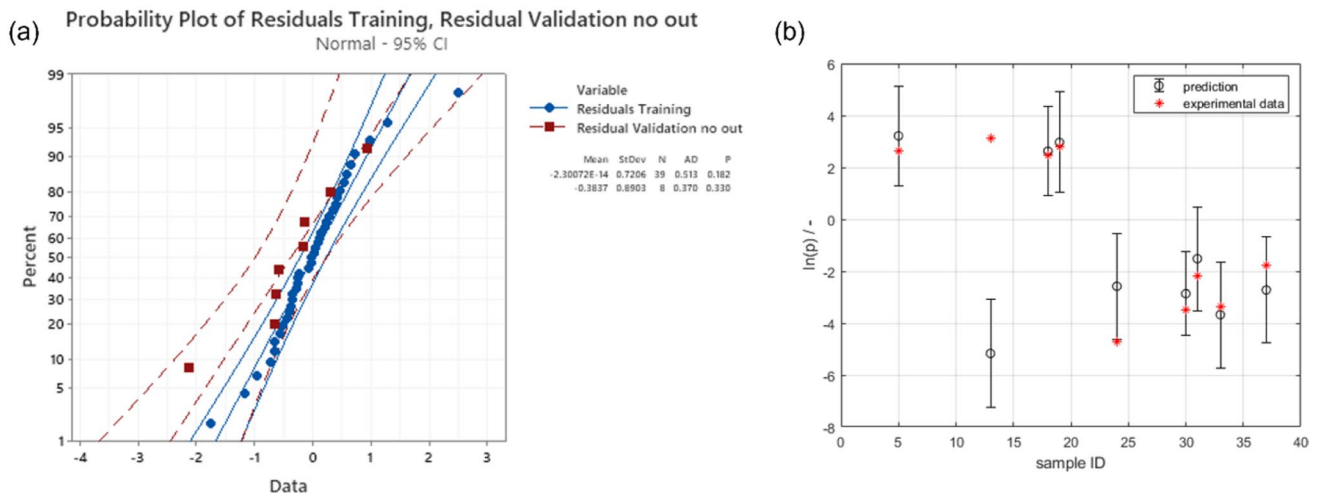 (a)
Probability Plot of Residuals Training, Residual Validation no out
Normal - 95% CI
Percent
99
95
90
80
70
60
50
40
30
20
10
5
1
-4 -3 -2 -1 0 1 2 3
Data
Variable
Residuals Training
Residual Validation no out
Mean StDev N AD P
-2.30072E-14 0.7206 39 0.513 0.182
-0.3837 0.8903 8 0.370 0.330
(b)
ln(p) / -
6
4
2
0
-2
-4
-6
-8
0 5 10 15 20 25 30 35 40
sample ID
prediction
experimental data